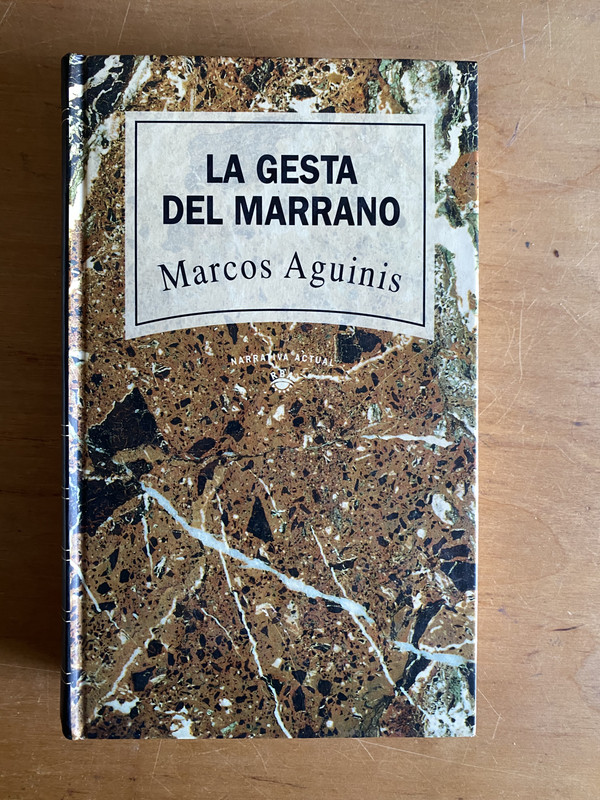 LA GESTA
DEL MARRANO
Marcos Aguinis
NARRATIVA ACTUAL
RBA